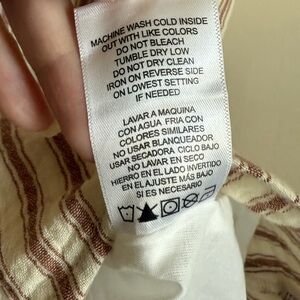 MACHINE WASH COLD INSIDE
OUT WITH LIKE COLORS
DO NOT BLEACH
TUMBLE DRY LOW
DO NOT DRY CLEAN
IRON ON REVERSE SIDE
ON LOWEST SETTING
IF NEEDED
LAVAR A MAQUINA
CON AGUA FRIA CON
COLORES SIMILARES
NO USAR BLANQUEADOR
USAR SECADORA CICLO BAJO
NO LAVAR EN SECO
HIERRO EN EL LADO INVERTIDO
EN EL AJUSTE MÁS BAJO
SI ES NECESARIO